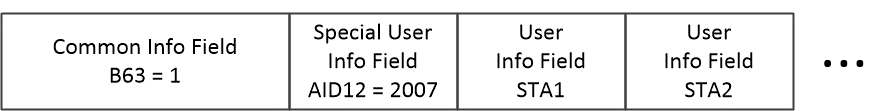 Common Info Field
B63 = 1
Special User
Info Field
AID12 = 2007
User
Info Field
STA1
User
Info Field
STA2
...